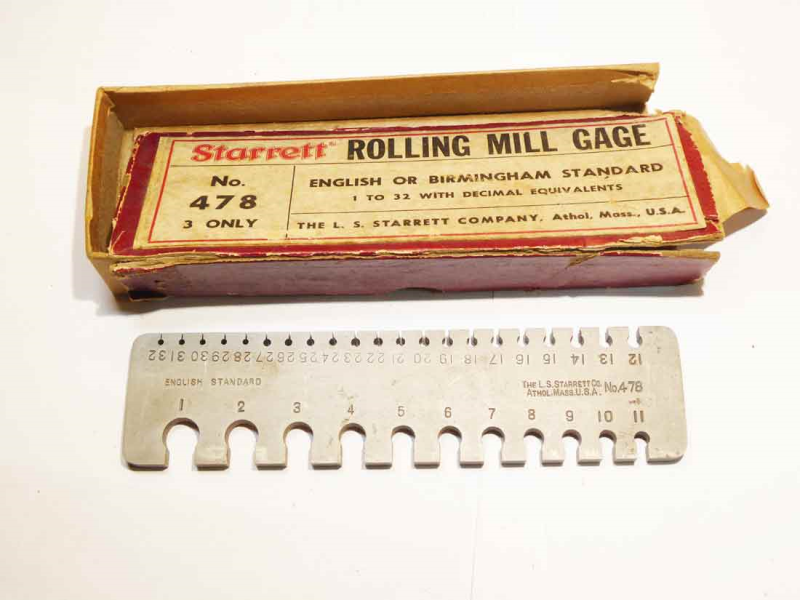 Starrett ROLLING MILL GAGE
No.
478
3 ONLY
ENGLISH OR BIRMINGHAM STANDARD
1 TO 32 WITH DECIMAL EQUIVALENTS
THE L. S. STARRETT COMPANY, Athol, Mass., U.S.A.
32 31 30 29 28 27 26 25 24 23 22 21 20 19 18 17 16 15 14 13 12
ENGLISH STANDARD
THE L.S. STARRETT CO.
ATHOL, MASS. U.S.A. No. 478
1 2 3 4 5 6 7 8 9 10 11